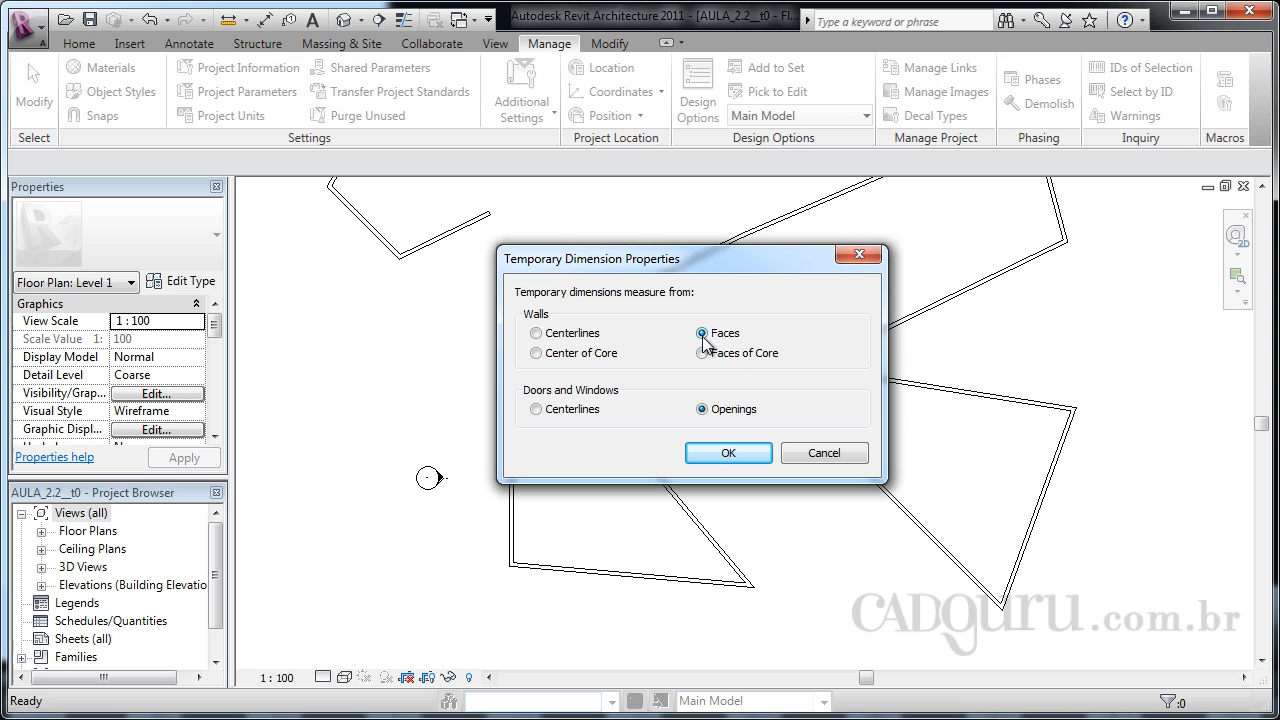 Autodesk Revit Architecture 2011 - [AULA_2.2__t0 - Fl...
Type a keyword or phrase
Home Insert Annotate Structure Massing & Site Collaborate View Manage Modify
Materials Project Information Shared Parameters Location Add to Set Manage Links Phases IDs of Selection
Object Styles Project Parameters Transfer Project Standards Coordinates Pick to Edit Manage Images Demolish Select by ID
Modify Snaps Project Units Purge Unused Additional Settings Position Design Options Main Model Decal Types Warnings
Select Settings Project Location Design Options Manage Project Phasing Inquiry Macros
Properties
Floor Plan: Level 1 Edit Type
Graphics
View Scale 1 : 100
Scale Value 1: 100
Display Model Normal
Detail Level Coarse
Visibility/Grap... Edit...
Visual Style Wireframe
Graphic Displ... Edit...
Properties help Apply
AULA_2.2__t0 - Project Browser
Views (all)
Floor Plans
Ceiling Plans
3D Views
Elevations (Building Elevatio
Legends
Schedules/Quantities
Sheets (all)
Families
Temporary Dimension Properties
Temporary dimensions measure from:
Walls
Centerlines Faces
Center of Core Faces of Core
Doors and Windows
Centerlines Openings
OK Cancel
2D
CADGURU.com.br
1 : 100
Ready Main Model :0